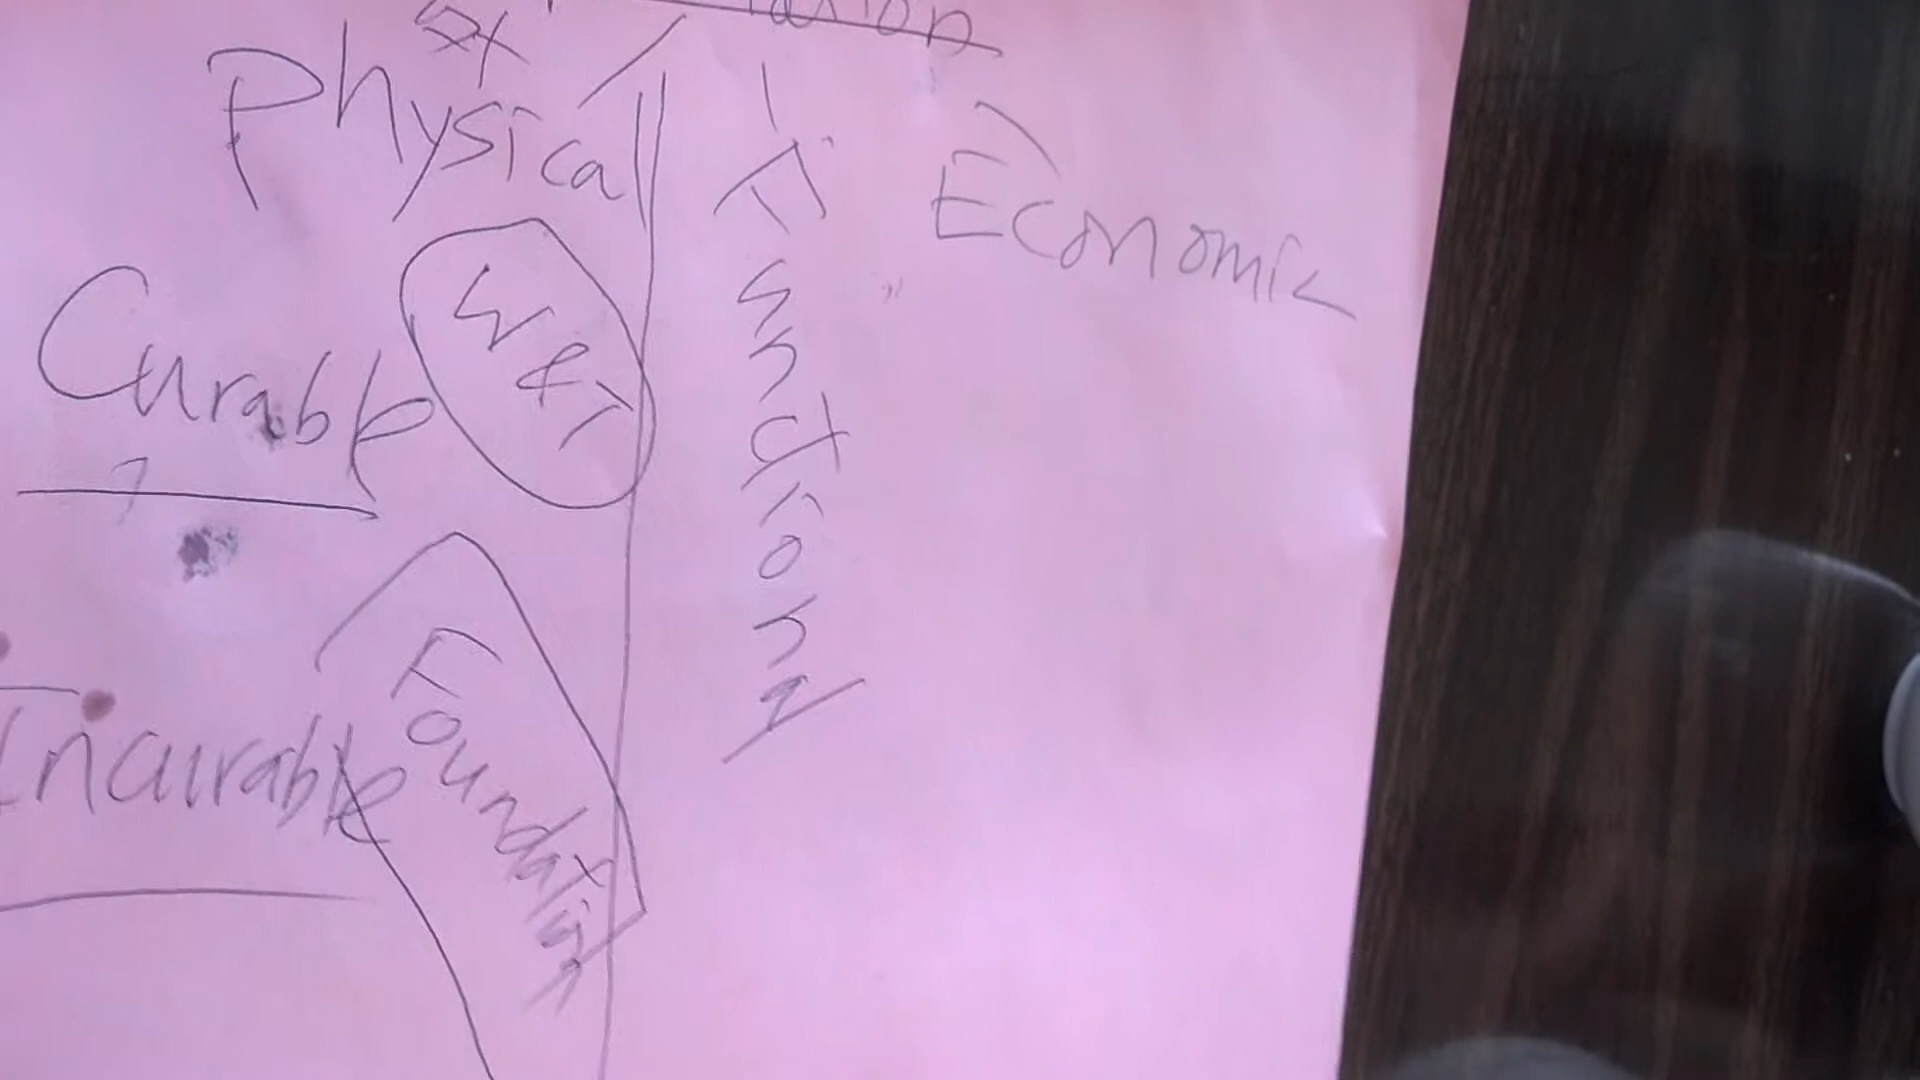 Physical
Functional
Economic
Curable
W&T
Incurable
Foundation